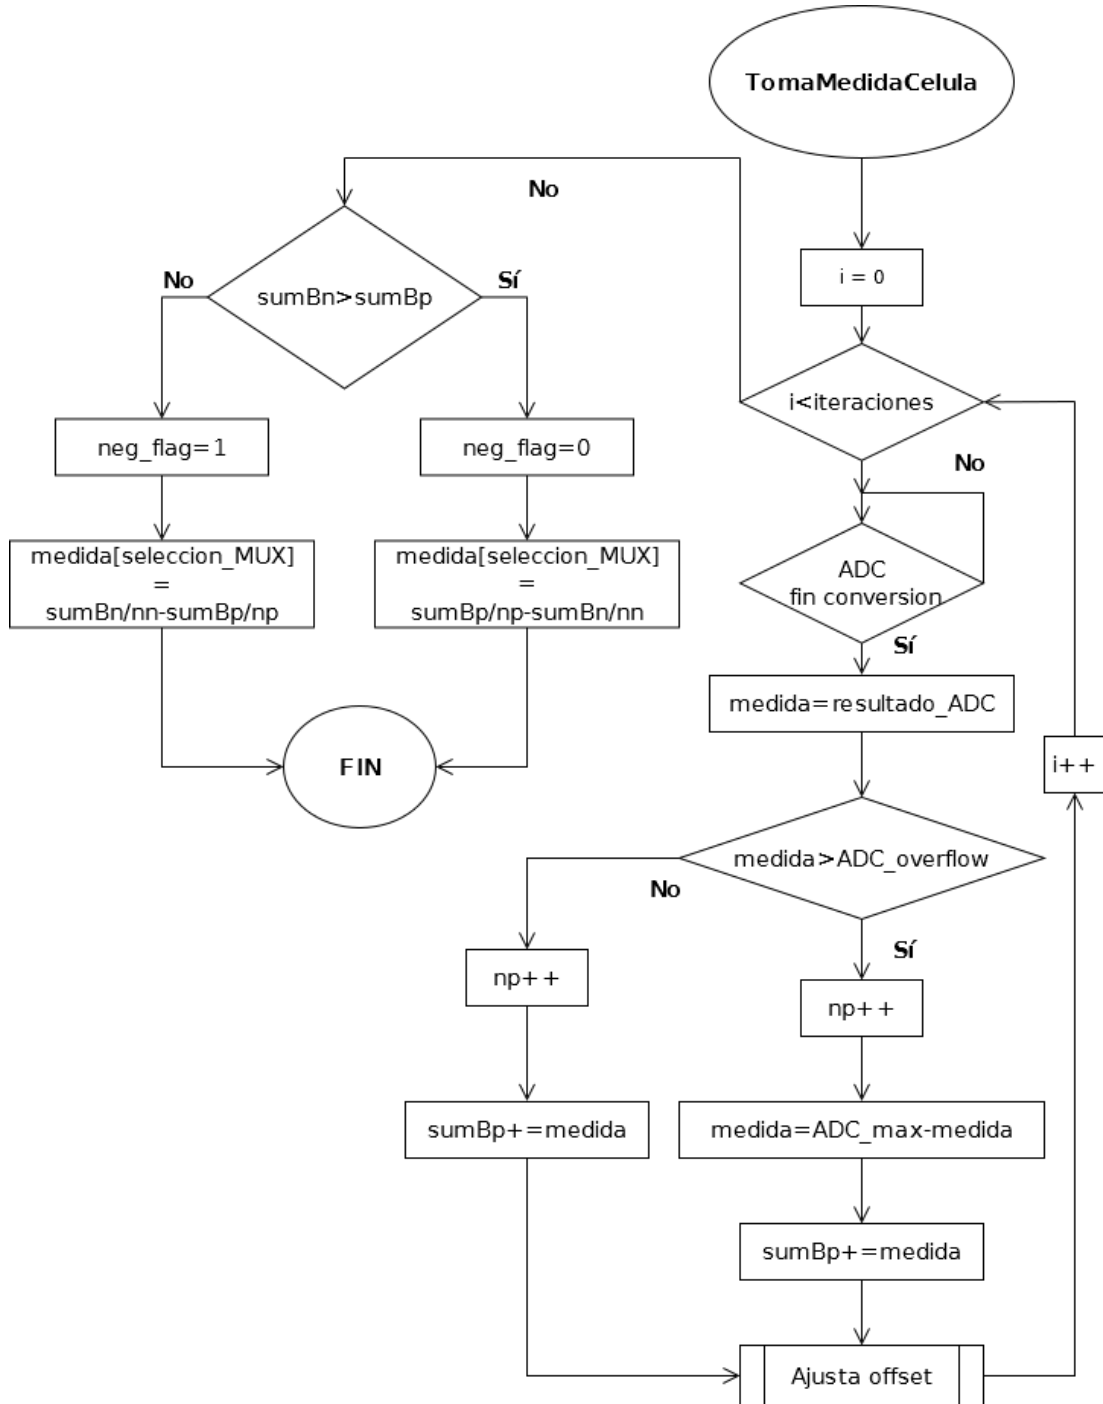 TomaMedidaCelula
No
i = 0
No
Sí
sumBn>sumBp
i<iteraciones
neg_flag=1
neg_flag=0
No
medida[seleccion_MUX]
=
sumBn/nn-sumBp/np
medida[seleccion_MUX]
=
sumBp/np-sumBn/nn
ADC
fin conversion
Sí
medida=resultado_ADC
FIN
i++
medida>ADC_overflow
No
Sí
np++
np++
sumBp+=medida
medida=ADC_max-medida
sumBp+=medida
Ajusta offset